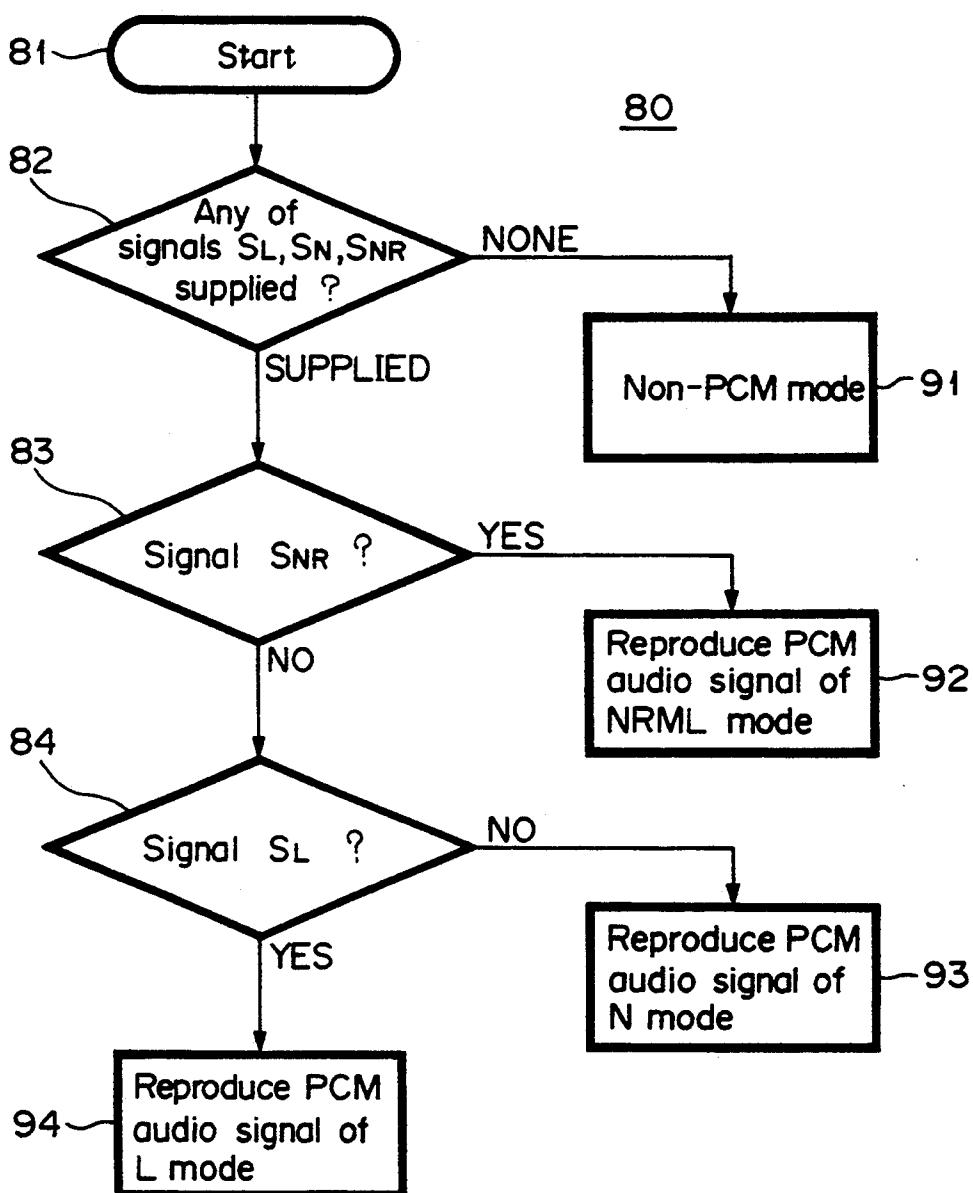 81
Start
80
82
Any of
signals SL, SN, SNR
supplied ?
NONE
SUPPLIED
Non-PCM mode
91
83
Signal SNR ?
YES
NO
Reproduce PCM
audio signal of
NRML mode
92
84
Signal SL ?
NO
YES
Reproduce PCM
audio signal of
N mode
93
94
Reproduce PCM
audio signal of
L mode